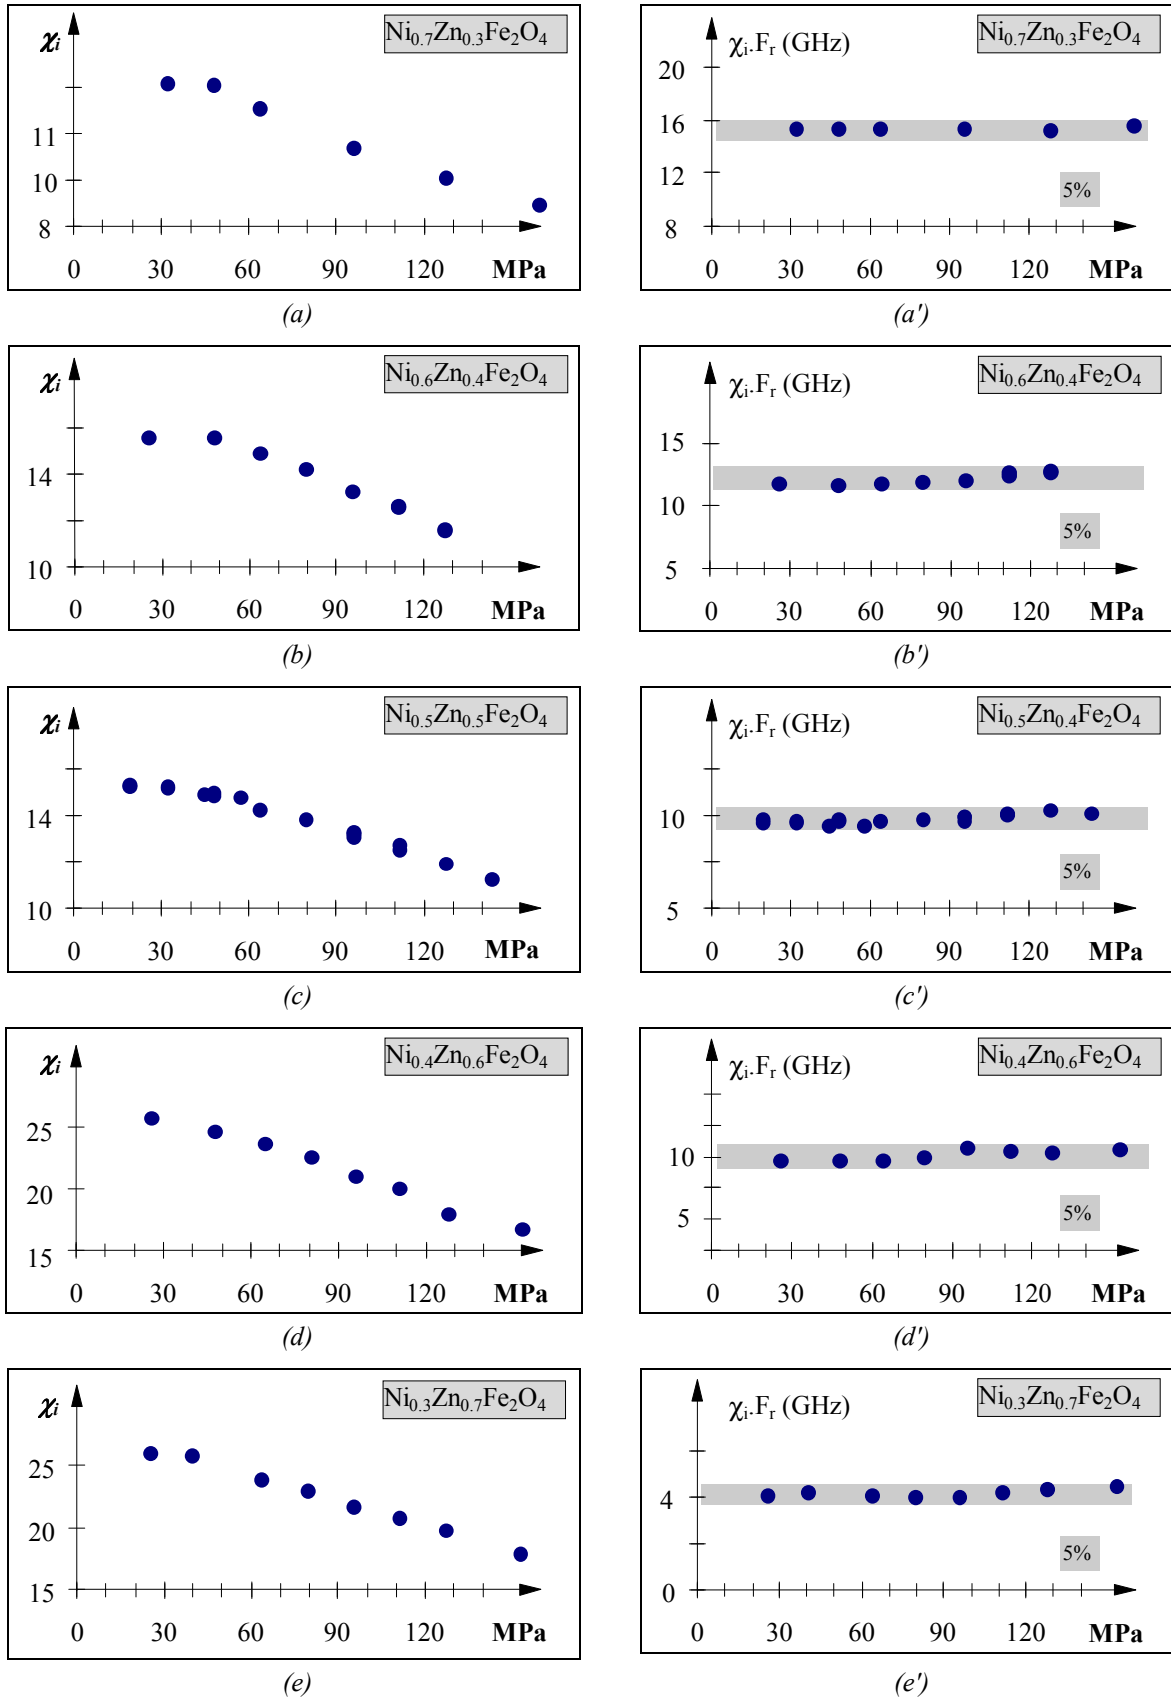 χi
Ni0.7Zn0.3Fe2O4
11
10
8
0 30 60 90 120 MPa
(a)
χi.Fr (GHz)
Ni0.7Zn0.3Fe2O4
20
16
12
8
5%
0 30 60 90 120 MPa
(a')
χi
Ni0.6Zn0.4Fe2O4
14
10
0 30 60 90 120 MPa
(b)
χi.Fr (GHz)
Ni0.6Zn0.4Fe2O4
15
10
5
5%
0 30 60 90 120 MPa
(b')
χi
Ni0.5Zn0.5Fe2O4
14
10
0 30 60 90 120 MPa
(c)
χi.Fr (GHz)
Ni0.5Zn0.4Fe2O4
10
5
5%
0 30 60 90 120 MPa
(c')
χi
Ni0.4Zn0.6Fe2O4
25
20
15
0 30 60 90 120 MPa
(d)
χi.Fr (GHz)
Ni0.4Zn0.6Fe2O4
10
5
5%
0 30 60 90 120 MPa
(d')
χi
Ni0.3Zn0.7Fe2O4
25
20
15
0 30 60 90 120 MPa
(e)
χi.Fr (GHz)
Ni0.3Zn0.7Fe2O4
4
0
5%
0 30 60 90 120 MPa
(e')